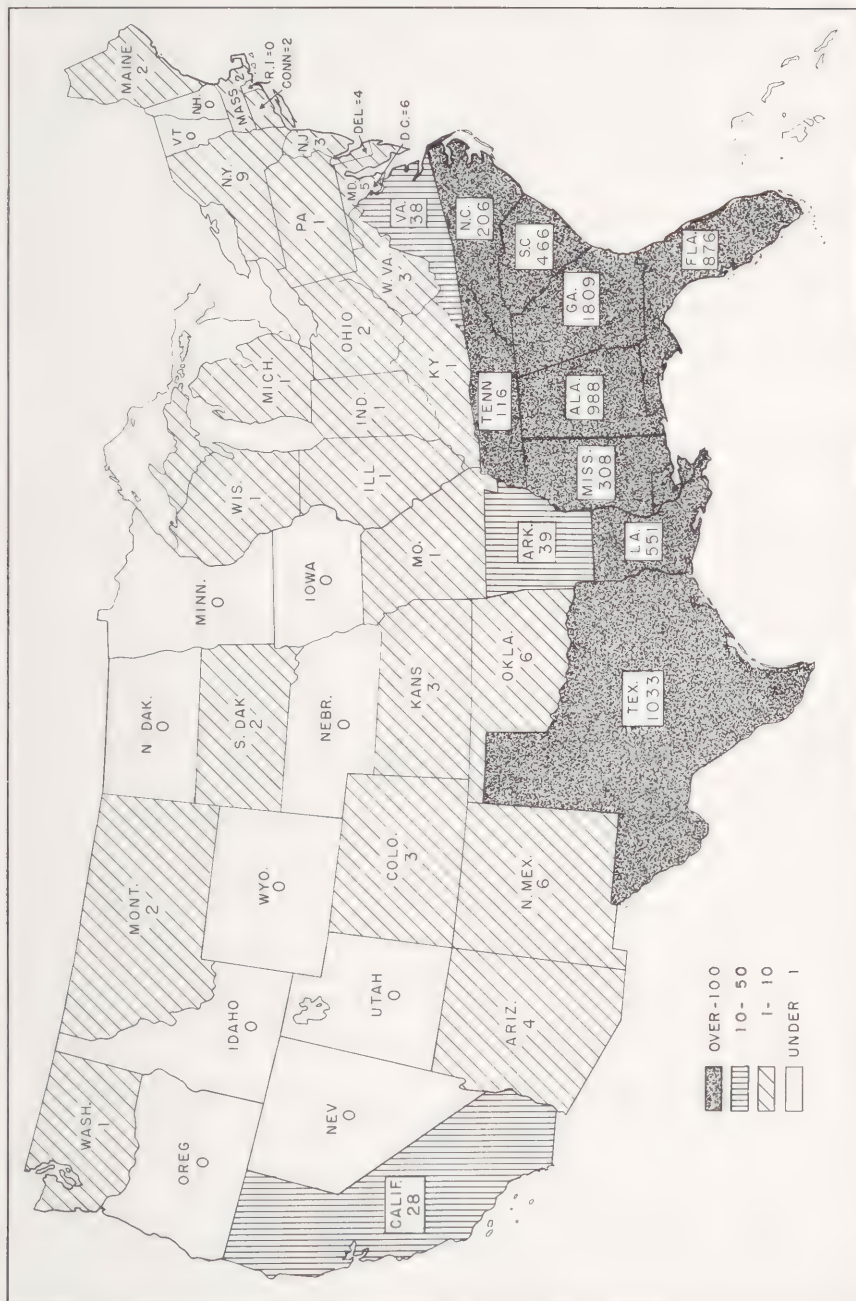 WASH.
1
OREG
0
CALIF.
28
NEV
0
IDAHO
0
MONT.
2
WYO.
0
UTAH
0
ARIZ.
4
COLO.
3
N. MEX.
6
N DAK.
0
S. DAK
2
NEBR.
0
KANS
3
OKLA.
6
TEX.
1033
MINN.
0
IOWA
0
MO.
1
ARK.
39
LA.
551
WIS.
1
ILL
1
MICH.
1
IND.
1
OHIO
2
KY
1
TENN
116
MISS.
308
ALA.
988
GA.
1809
FLA.
876
S.C
466
N.C.
206
VA.
38
W.VA.
3
MD.
5
D.C.=6
DEL=4
PA
1
NJ
3
N.Y.
9
CONN=2
R.I=0
MASS
2
VT
0
N.H.
0
MAINE
2
OVER-100
10-50
1-10
UNDER 1